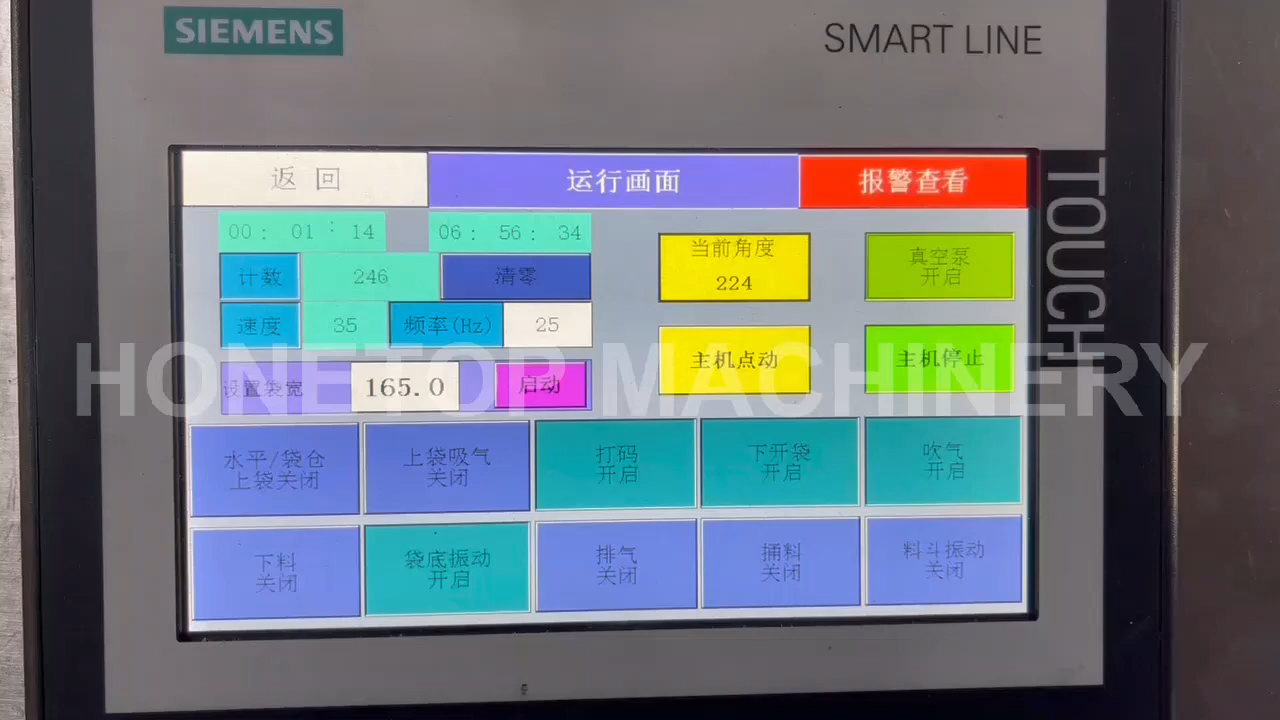 SIEMENS
SMART LINE
TOUCH
返 回
运行画面
报警查看
00: 01: 14
06: 56: 34
当前角度
224
真空泵
开启
计数
246
清零
速度
35
频率(Hz)
25
主机点动
主机停止
设置袋宽
165.0
启动
HONETOP MACHINERY
水平/袋仓
上袋关闭
上袋吸气
关闭
打码
开启
下开袋
开启
吹气
开启
下料
关闭
袋底振动
开启
排气
关闭
捅料
关闭
料斗振动
关闭